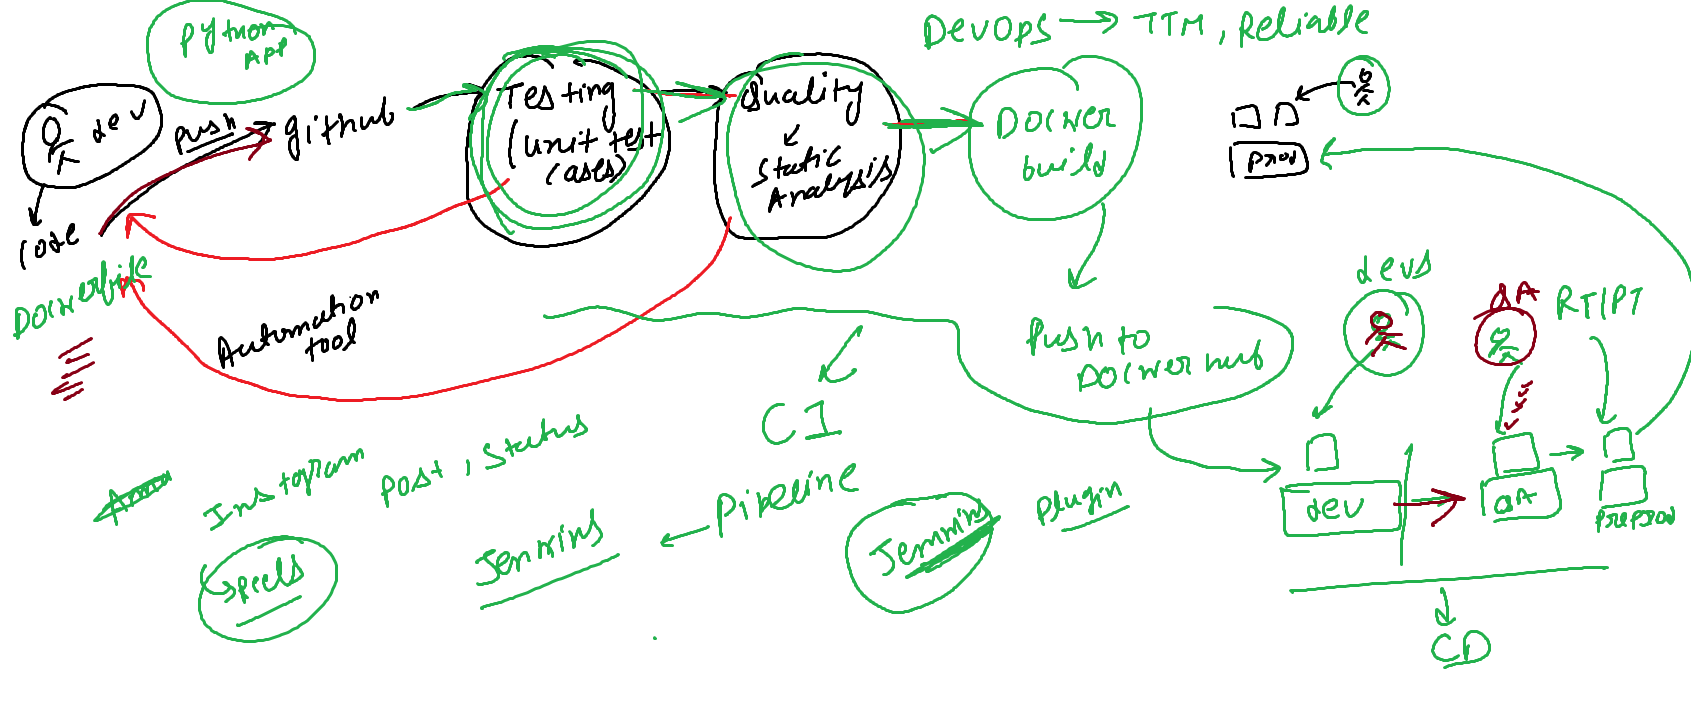 DevOps → TTM, Reliable
Python
APP
dev
push
github
Testing
(unit test
cases)
Quality
Static
Analysis
Docker
build
Prod
code
Dockerfile
Automation
tool
devs
QA
RT/PT
Push to
Docker hub
CI
Instagram
Post, Status
reels
Pipeline
Jenkins
Jenkins
Plugin
dev
QA
preprod
CD